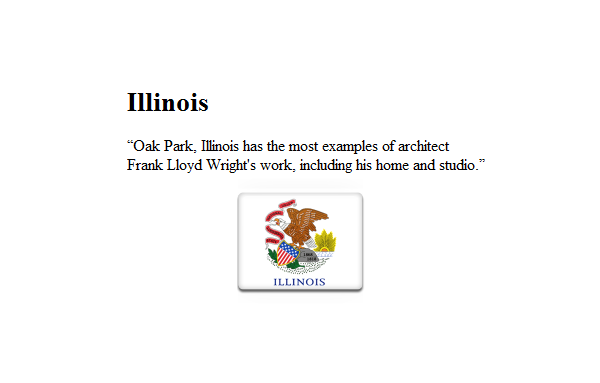 Illinois
“Oak Park, Illinois has the most examples of architect
Frank Lloyd Wright's work, including his home and studio.”
ILLINOIS